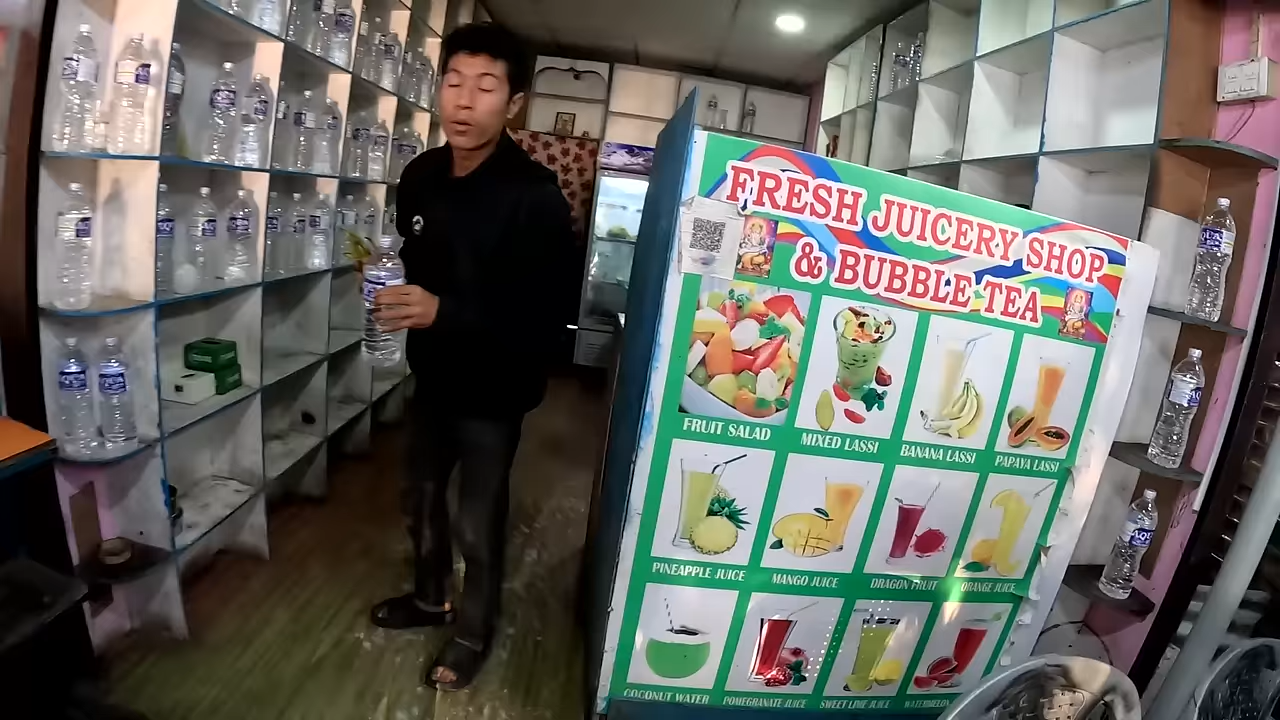 FRESH JUICERY SHOP
& BUBBLE TEA
FRUIT SALAD
MIXED LASSI
BANANA LASSI
PAPAYA LASSI
PINEAPPLE JUICE
MANGO JUICE
DRAGON FRUIT
ORANGE JUICE
COCONUT WATER
POMEGRANATE JUICE
SWEET LIME JUICE
WATERMELON